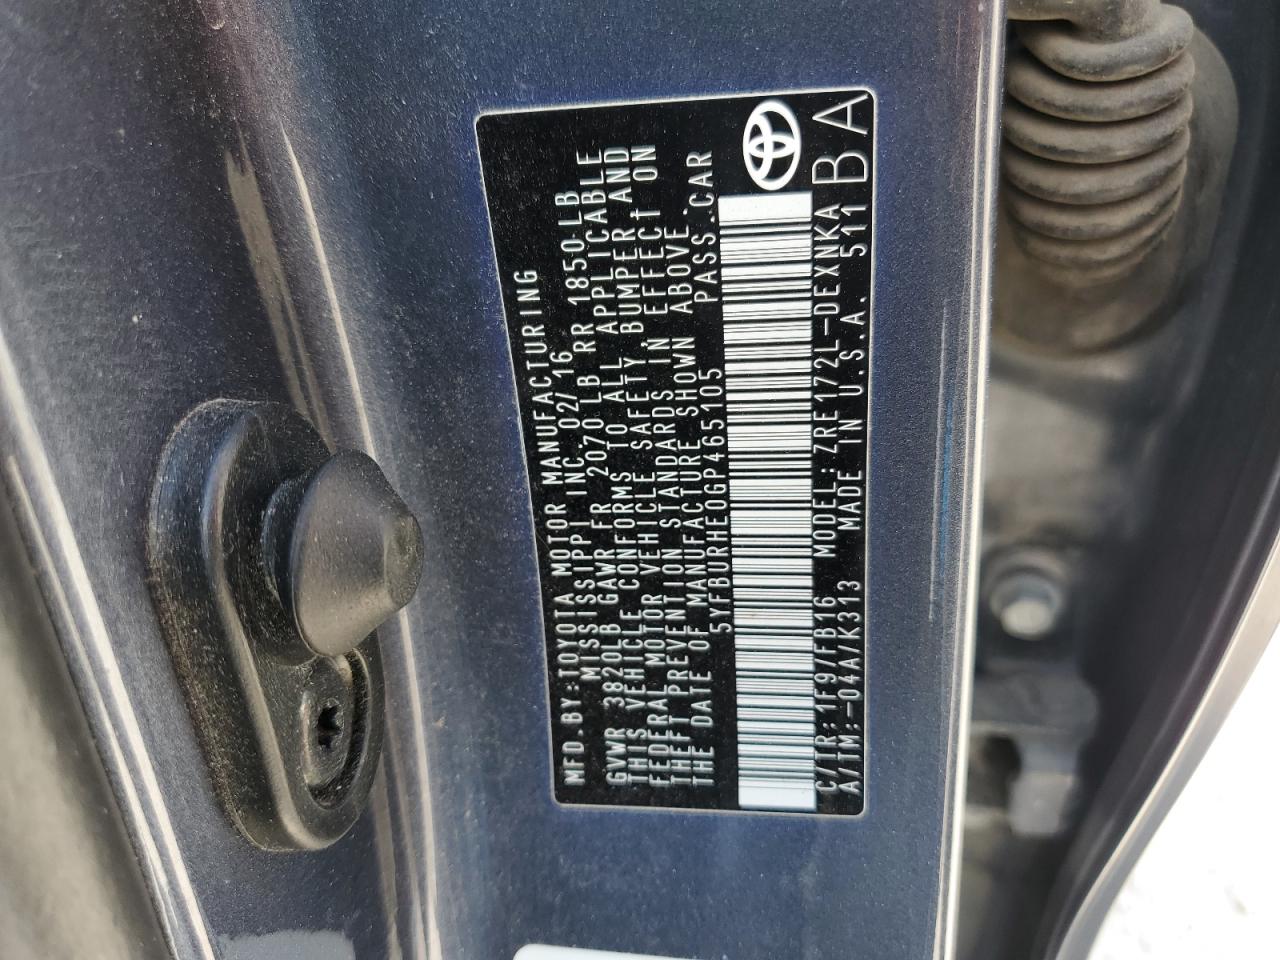 MFD.BY:TOYOTA MOTOR MANUFACTURING
MISSISSIPPI INC. 02/16
GVWR 3820LB GAWR FR 2070LB RR 1850LB
THIS VEHICLE CONFORMS TO ALL APPLICABLE
FEDERAL MOTOR VEHICLE SAFETY, BUMPER, AND
THEFT PREVENTION STANDARDS IN EFFECT ON
THE DATE OF MANUFACTURE SHOWN ABOVE.
5YFBURHE0GP465105 PASS.CAR
C/TR:1F9/FB16 MODEL:ZRE172L-DEXNKA
A/TM:-04A/K313 MADE IN U.S.A. 511
BA